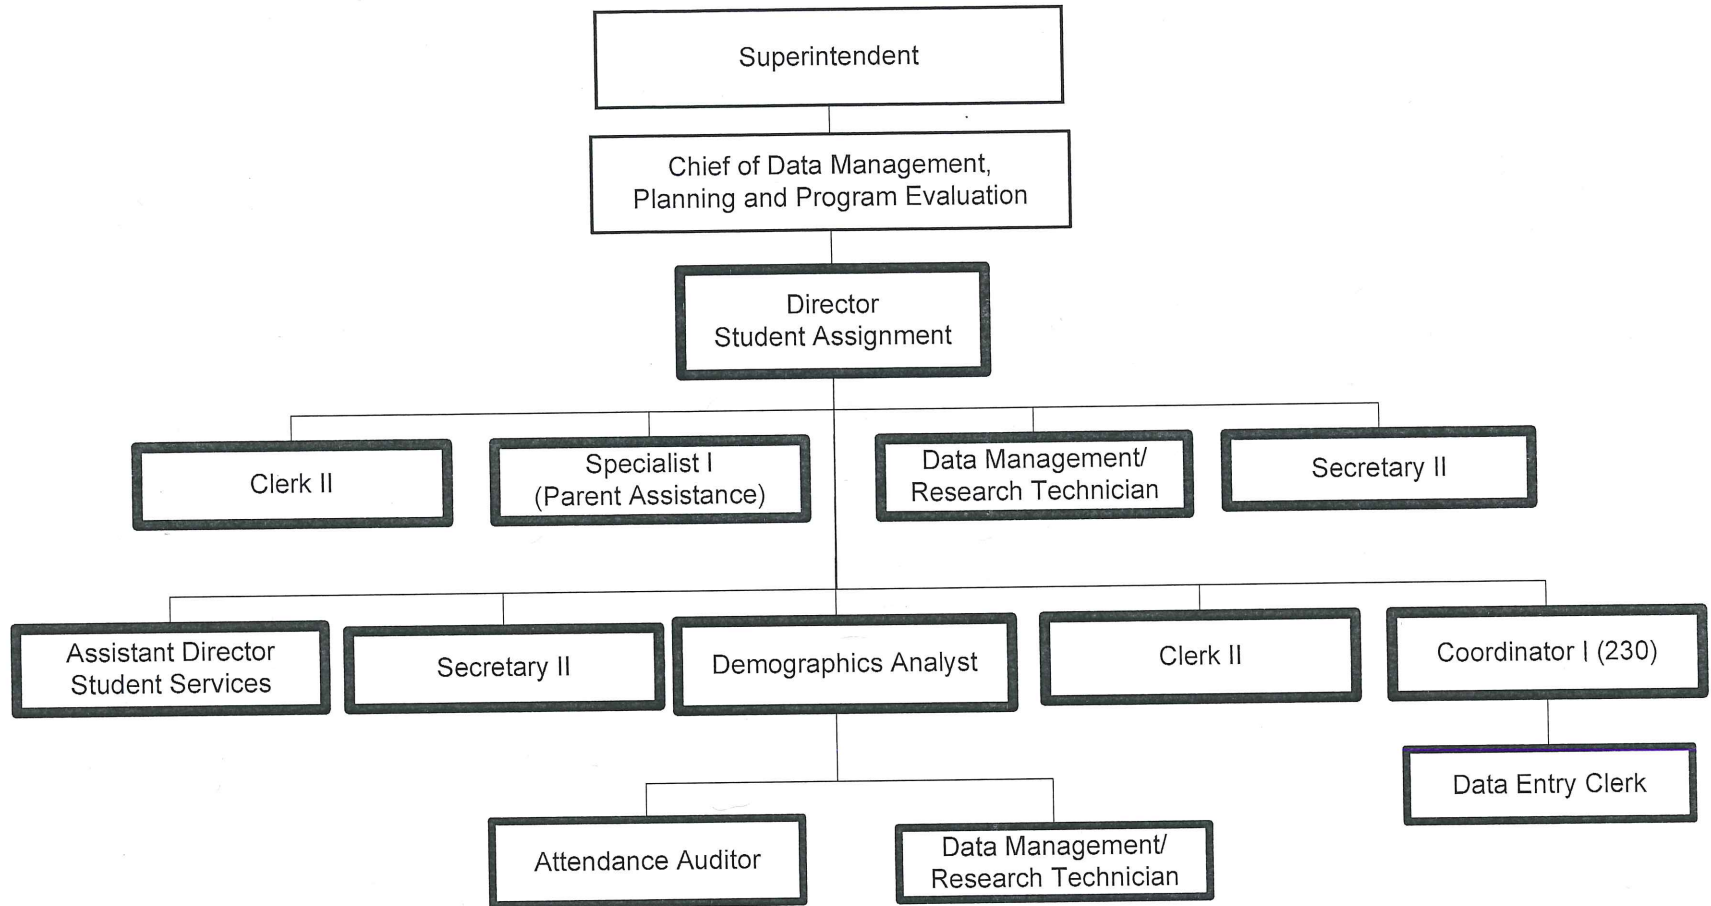 Superintendent
Chief of Data Management,
Planning and Program Evaluation
Director
Student Assignment
Clerk II
Specialist I
(Parent Assistance)
Data Management/
Research Technician
Secretary II
Assistant Director
Student Services
Secretary II
Demographics Analyst
Clerk II
Coordinator I (230)
Data Entry Clerk
Attendance Auditor
Data Management/
Research Technician